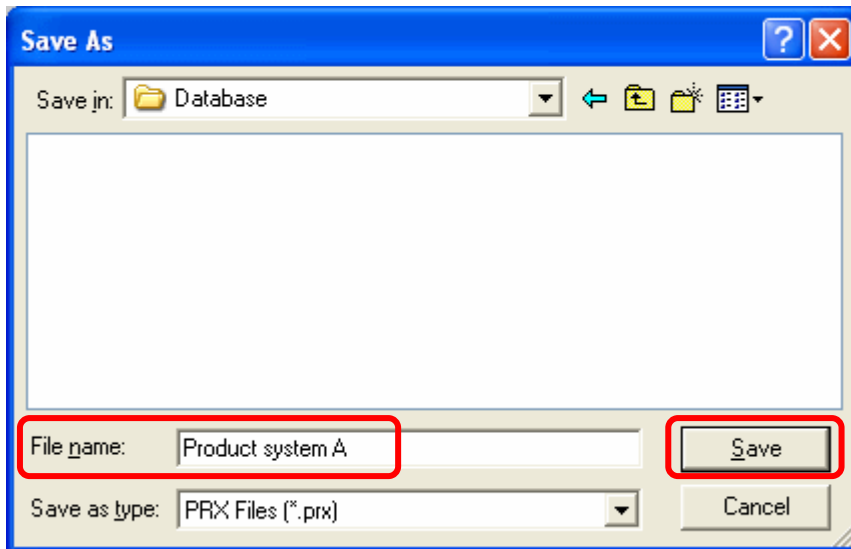 Save As
Save in: Database
File name: Product system A Save
Save as type: PRX Files (*.prx) Cancel